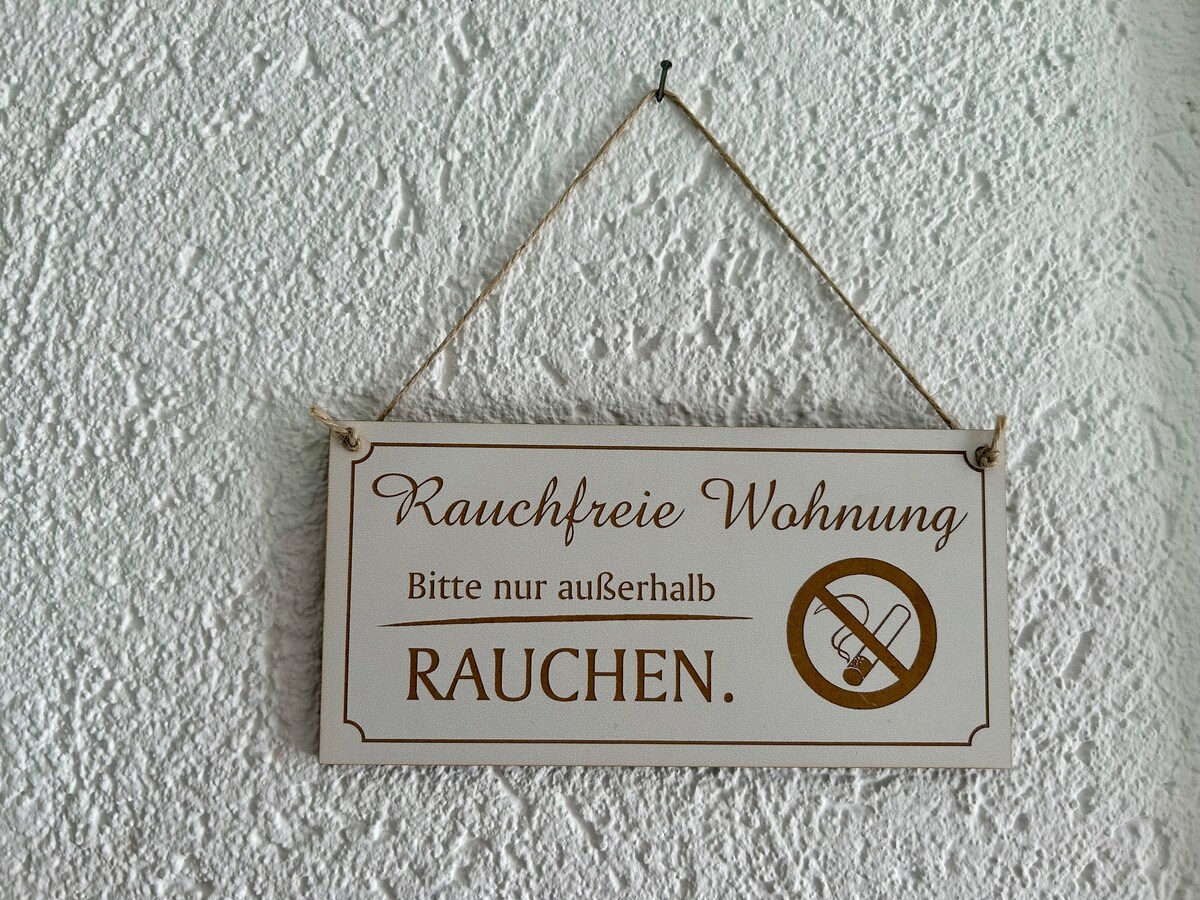 Rauchfreie Wohnung
Bitte nur außerhalb
RAUCHEN.